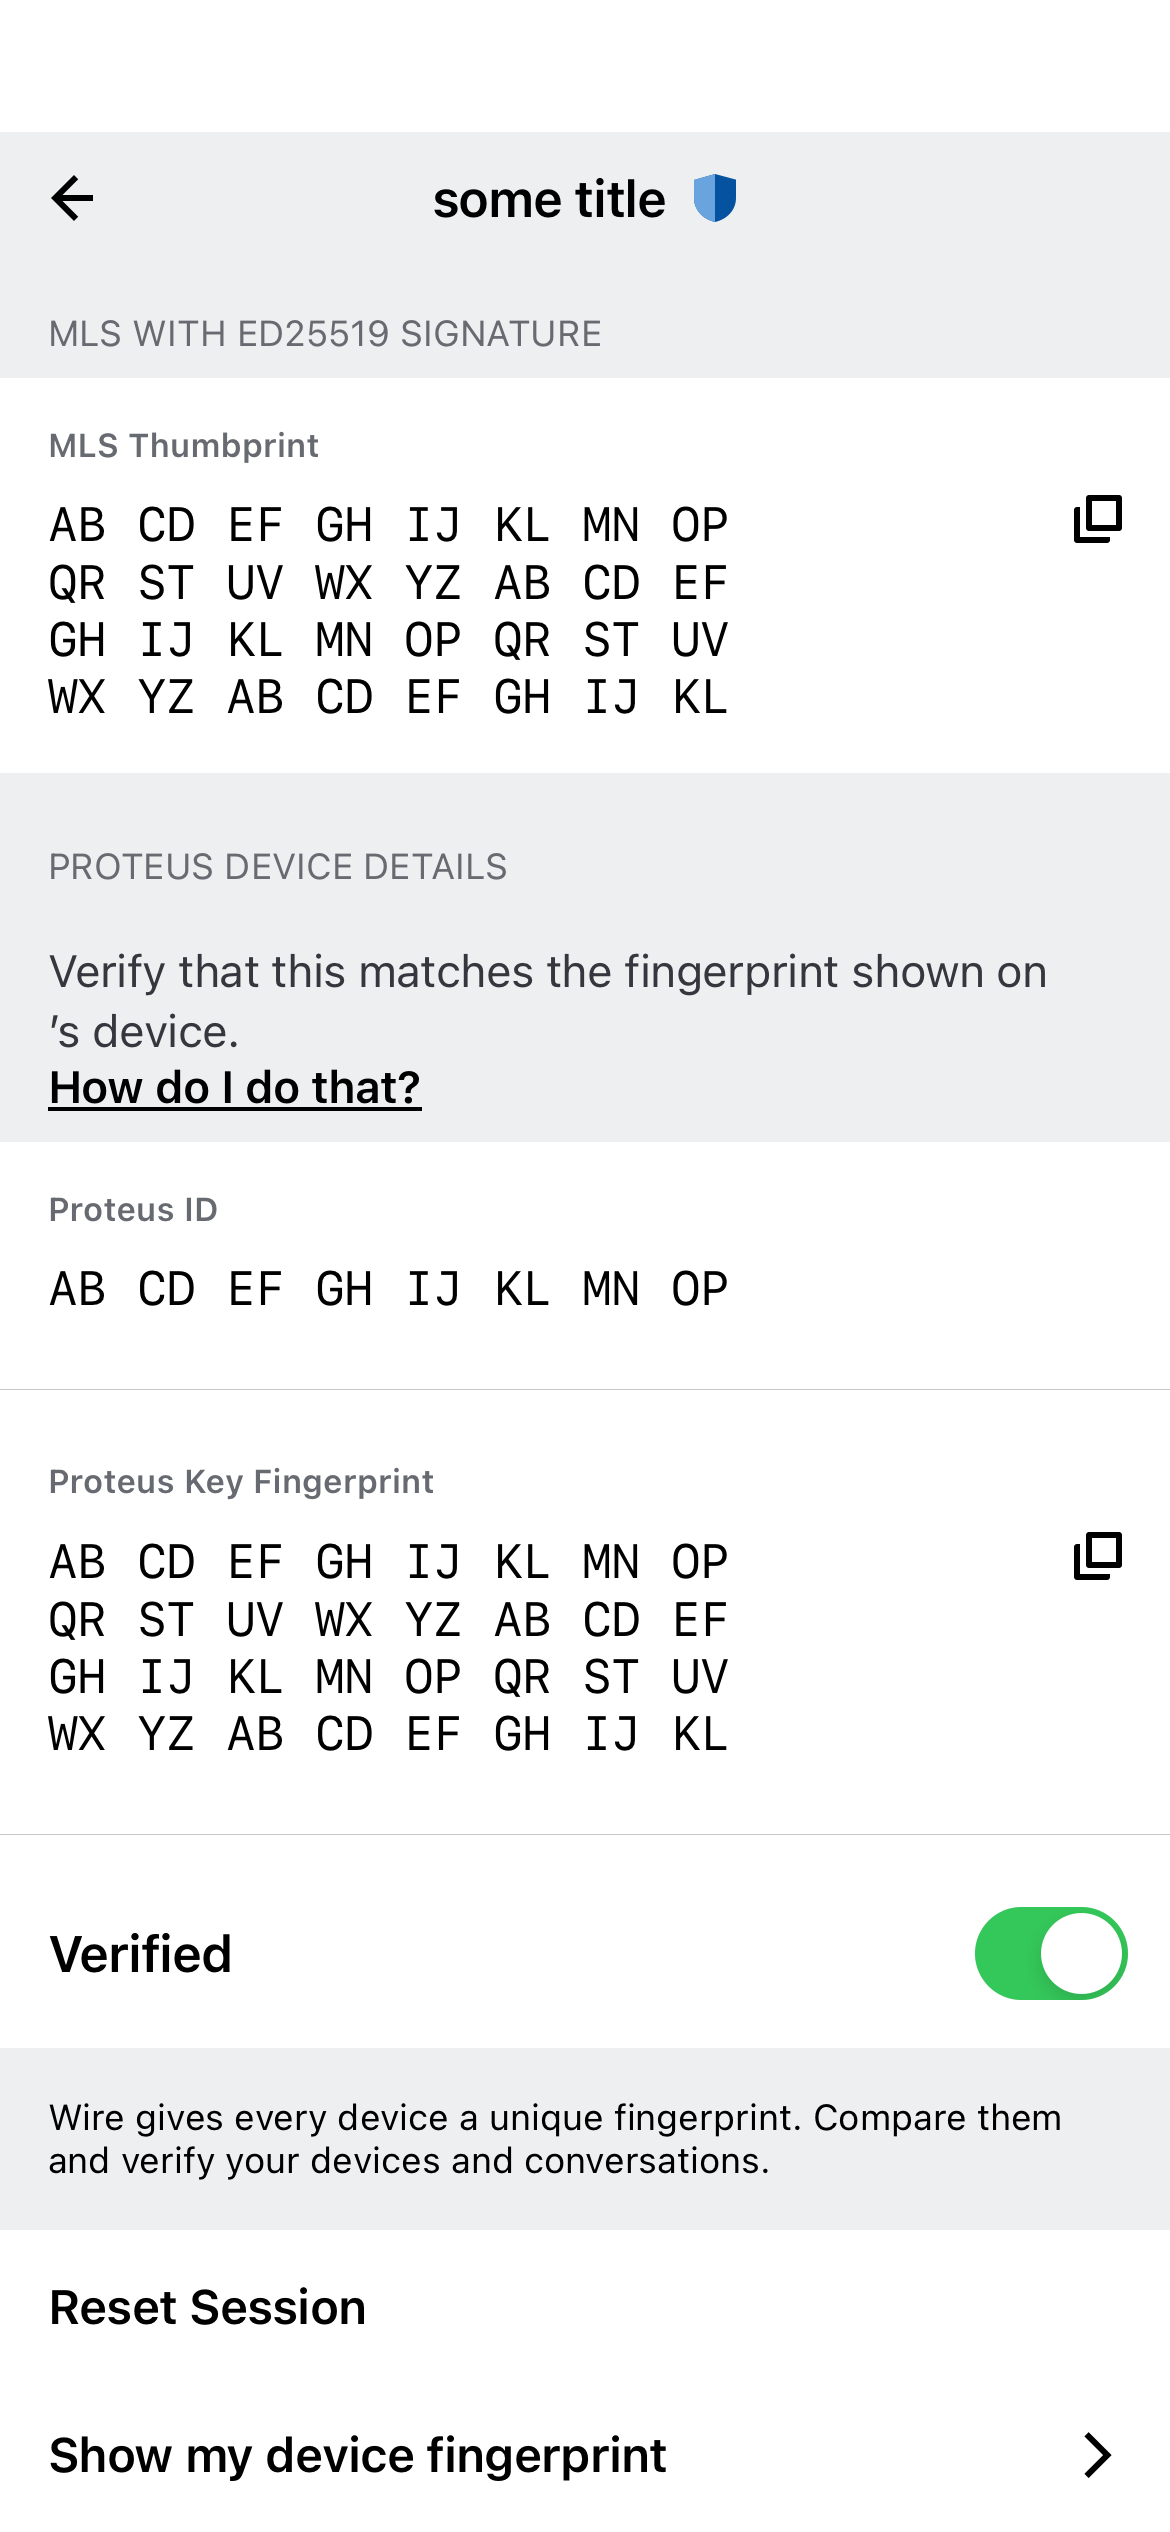 some title
MLS WITH ED25519 SIGNATURE
MLS Thumbprint
AB CD EF GH IJ KL MN OP
QR ST UV WX YZ AB CD EF
GH IJ KL MN OP QR ST UV
WX YZ AB CD EF GH IJ KL
PROTEUS DEVICE DETAILS
Verify that this matches the fingerprint shown on
’s device.
How do I do that?
Proteus ID
AB CD EF GH IJ KL MN OP
Proteus Key Fingerprint
AB CD EF GH IJ KL MN OP
QR ST UV WX YZ AB CD EF
GH IJ KL MN OP QR ST UV
WX YZ AB CD EF GH IJ KL
Verified
Wire gives every device a unique fingerprint. Compare them
and verify your devices and conversations.
Reset Session
Show my device fingerprint